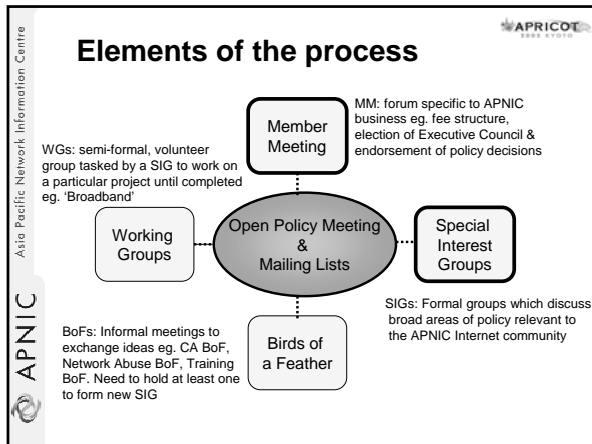 Elements of the process
APRICOT
2005 KYOTO
Asia Pacific Network Information Centre
APNIC
MM: forum specific to APNIC
business eg. fee structure,
election of Executive Council &
endorsement of policy decisions
Member
Meeting
WGs: semi-formal, volunteer
group tasked by a SIG to work on
a particular project until completed
eg. ‘Broadband’
Open Policy Meeting
&
Mailing Lists
Working
Groups
Special
Interest
Groups
SIGs: Formal groups which discuss
broad areas of policy relevant to
the APNIC Internet community
BoFs: Informal meetings to
exchange ideas eg. CA BoF,
Network Abuse BoF, Training
BoF. Need to hold at least one
to form new SIG
Birds of
a Feather